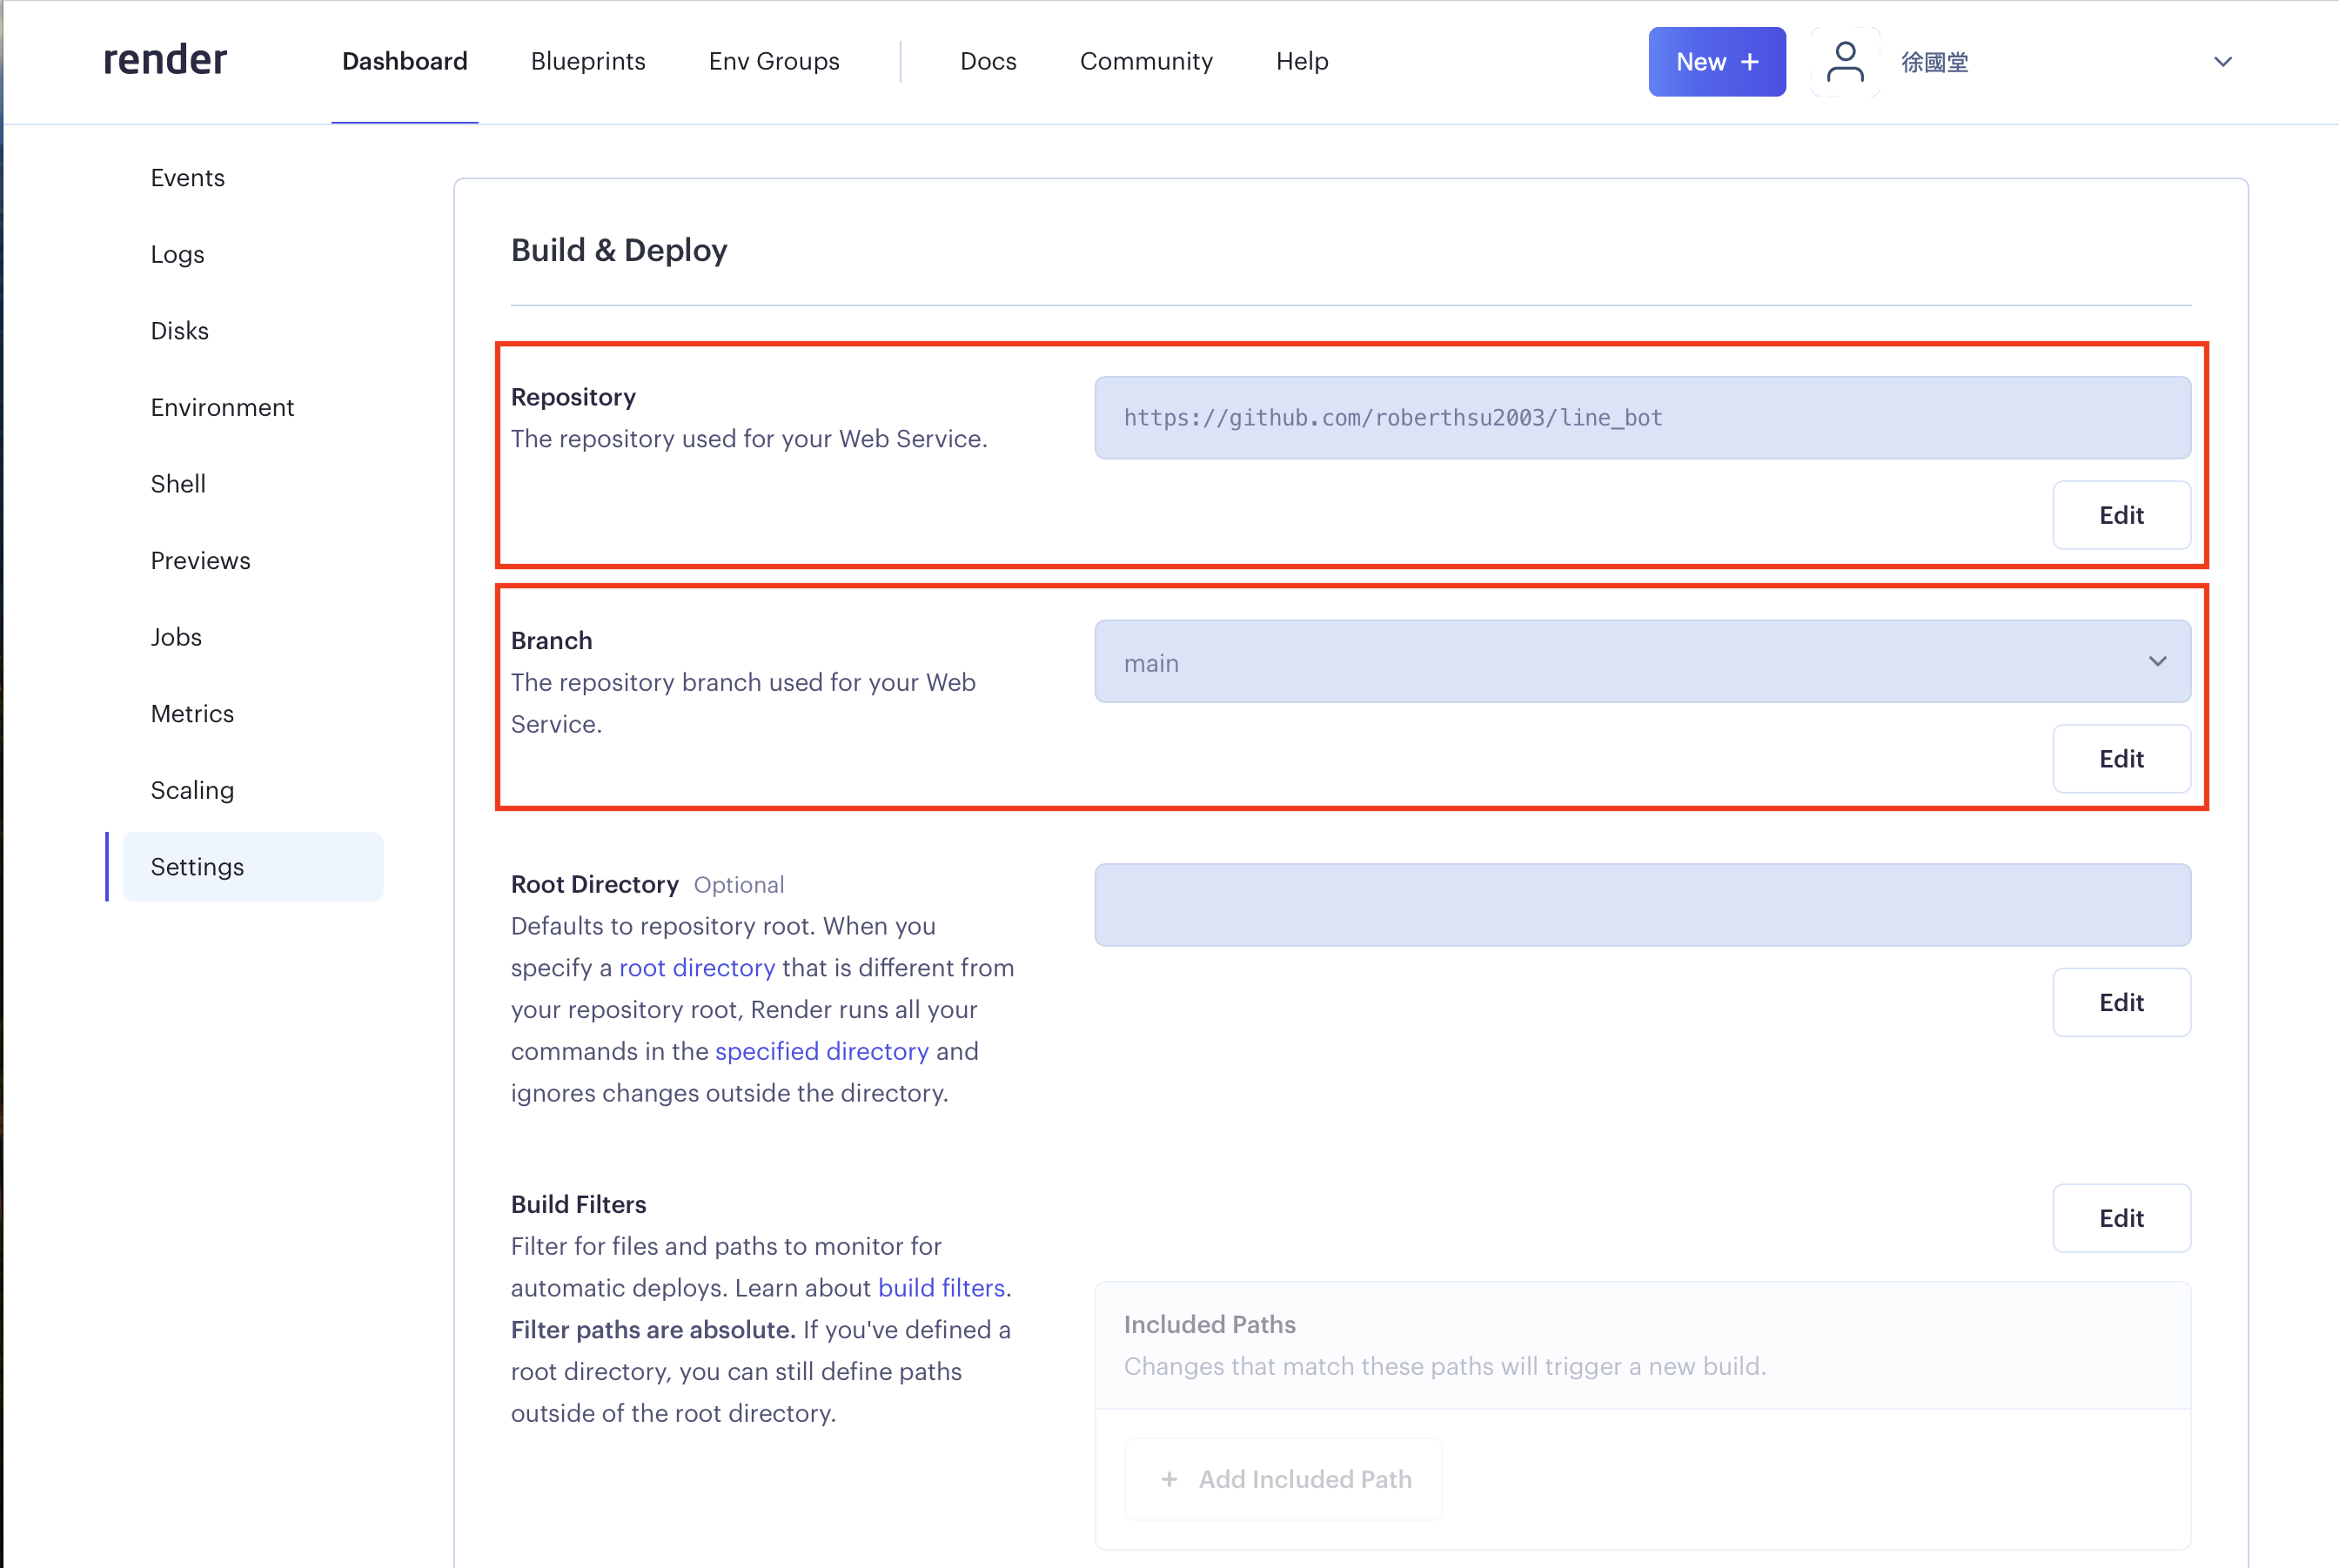 render
Dashboard
Blueprints
Env Groups
Docs
Community
Help
New +
徐國堂
Events
Logs
Disks
Environment
Shell
Previews
Jobs
Metrics
Scaling
Settings
Build & Deploy
Repository
The repository used for your Web Service.
https://github.com/roberthsu2003/line_bot
Edit
Branch
The repository branch used for your Web
Service.
main
Edit
Root Directory Optional
Defaults to repository root. When you
specify a root directory that is different from
your repository root, Render runs all your
commands in the specified directory and
ignores changes outside the directory.
Edit
Build Filters
Filter for files and paths to monitor for
automatic deploys. Learn about build filters.
Filter paths are absolute. If you've defined a
root directory, you can still define paths
outside of the root directory.
Edit
Included Paths
Changes that match these paths will trigger a new build.
+ Add Included Path